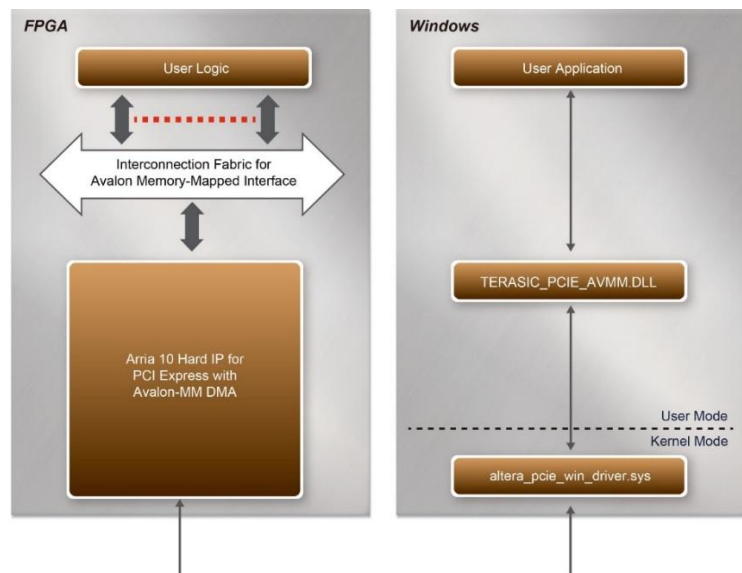 FPGA
User Logic
Interconnection Fabric for
Avalon Memory-Mapped Interface
Arria 10 Hard IP for
PCI Express with
Avalon-MM DMA
Windows
User Application
TERASIC_PCIE_AVMM.DLL
User Mode
Kernel Mode
altera_pcie_win_driver.sys